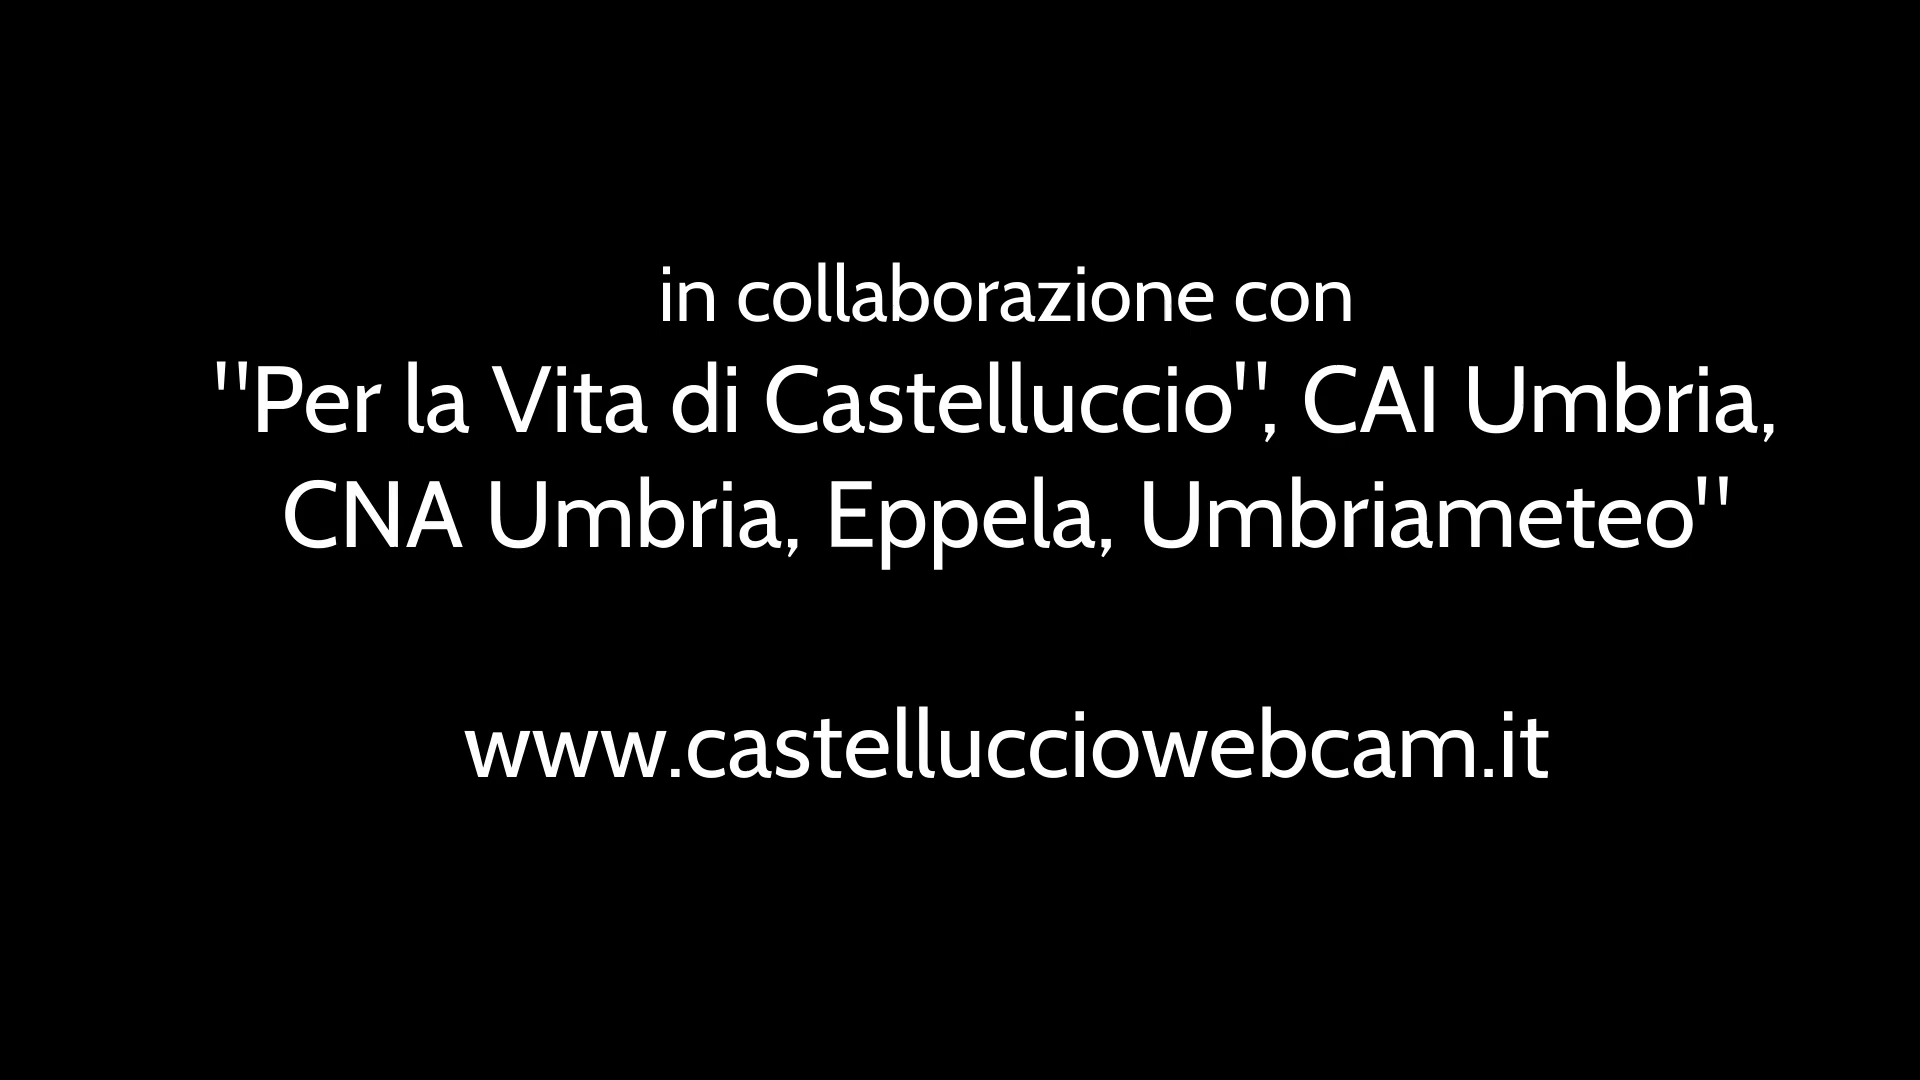 in collaborazione con
"Per la Vita di Castelluccio", CAI Umbria,
CNA Umbria, Eppela, Umbriameteo"
www.castellucciowebcam.it